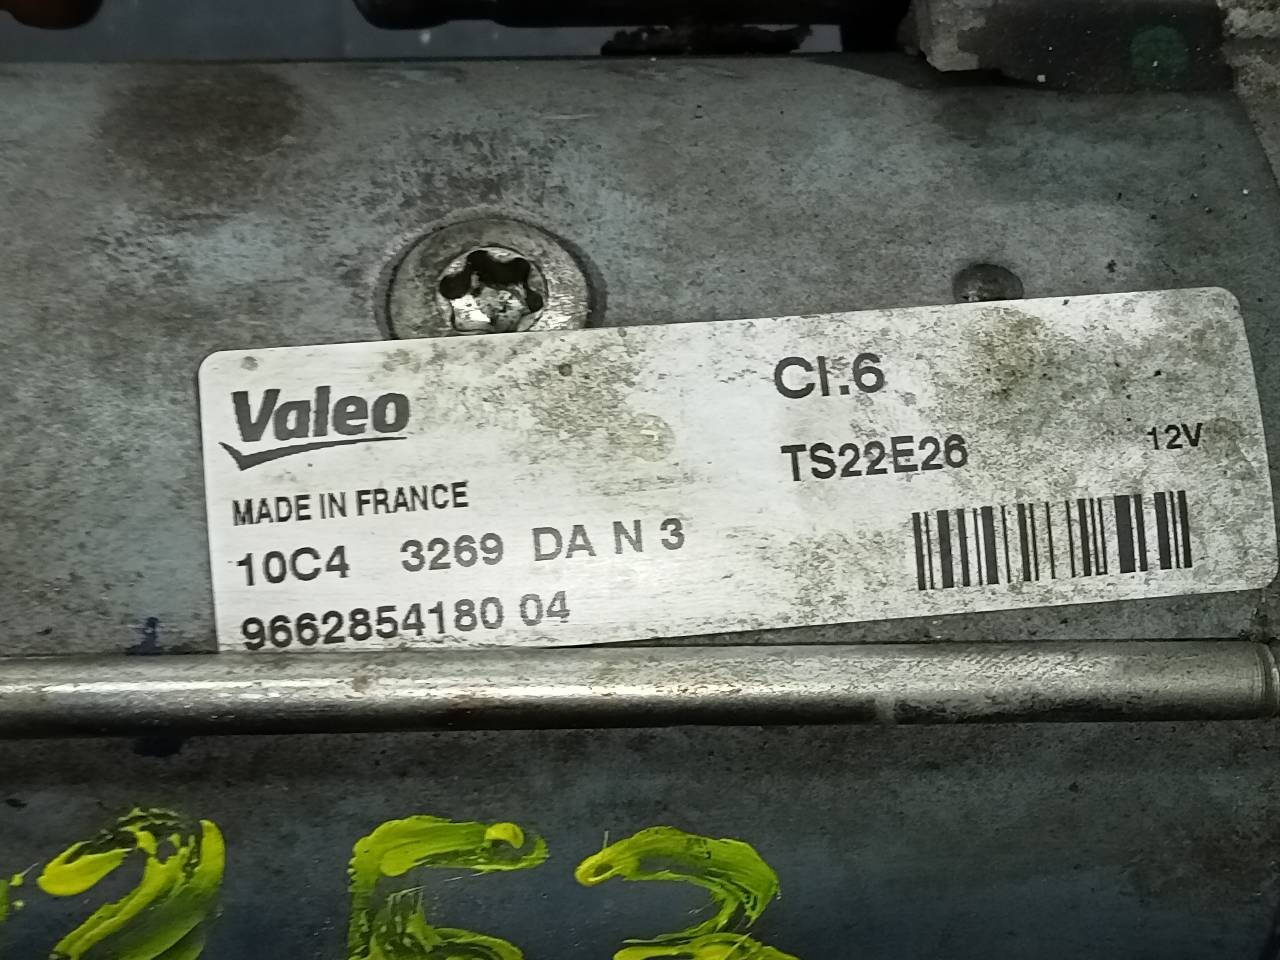 Valeo
Cl.6
TS22E26
12V
MADE IN FRANCE
10C4 3269 DA N 3
9662854180 04